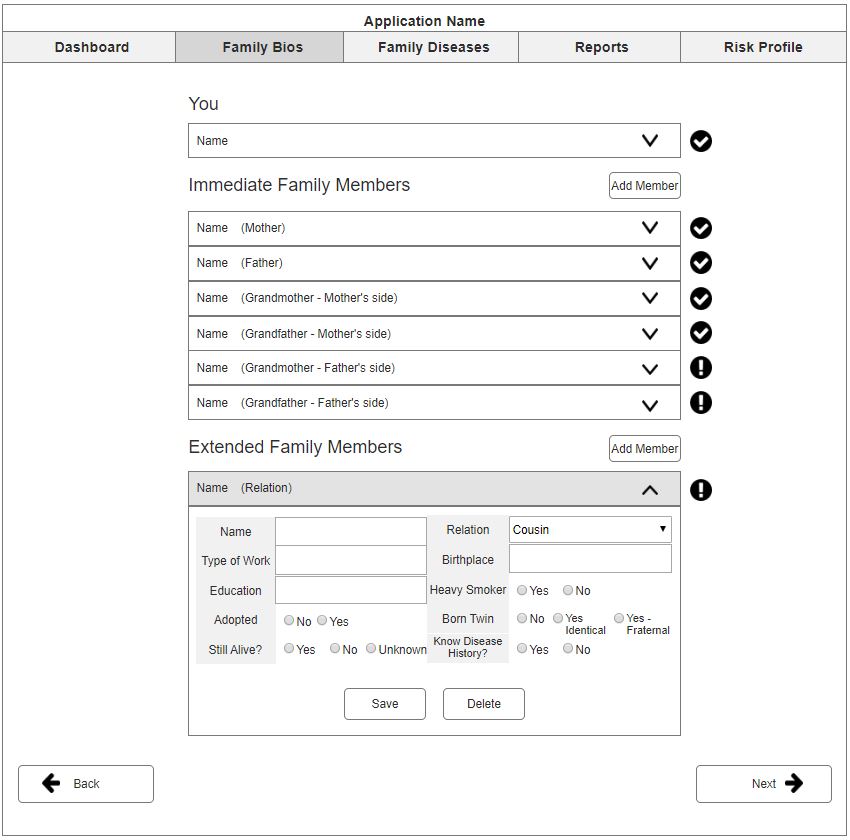 Application Name
Dashboard Family Bios Family Diseases Reports Risk Profile
You
Name
Immediate Family Members Add Member
Name (Mother)
Name (Father)
Name (Grandmother - Mother's side)
Name (Grandfather - Mother's side)
Name (Grandmother - Father's side)
Name (Grandfather - Father's side)
Extended Family Members Add Member
Name (Relation)
Name Relation Cousin
Type of Work Birthplace
Education Heavy Smoker Yes No
Adopted No Yes Born Twin No Yes Identical Yes - Fraternal
Still Alive? Yes No Unknown Know Disease History? Yes No
Save Delete
Back Next